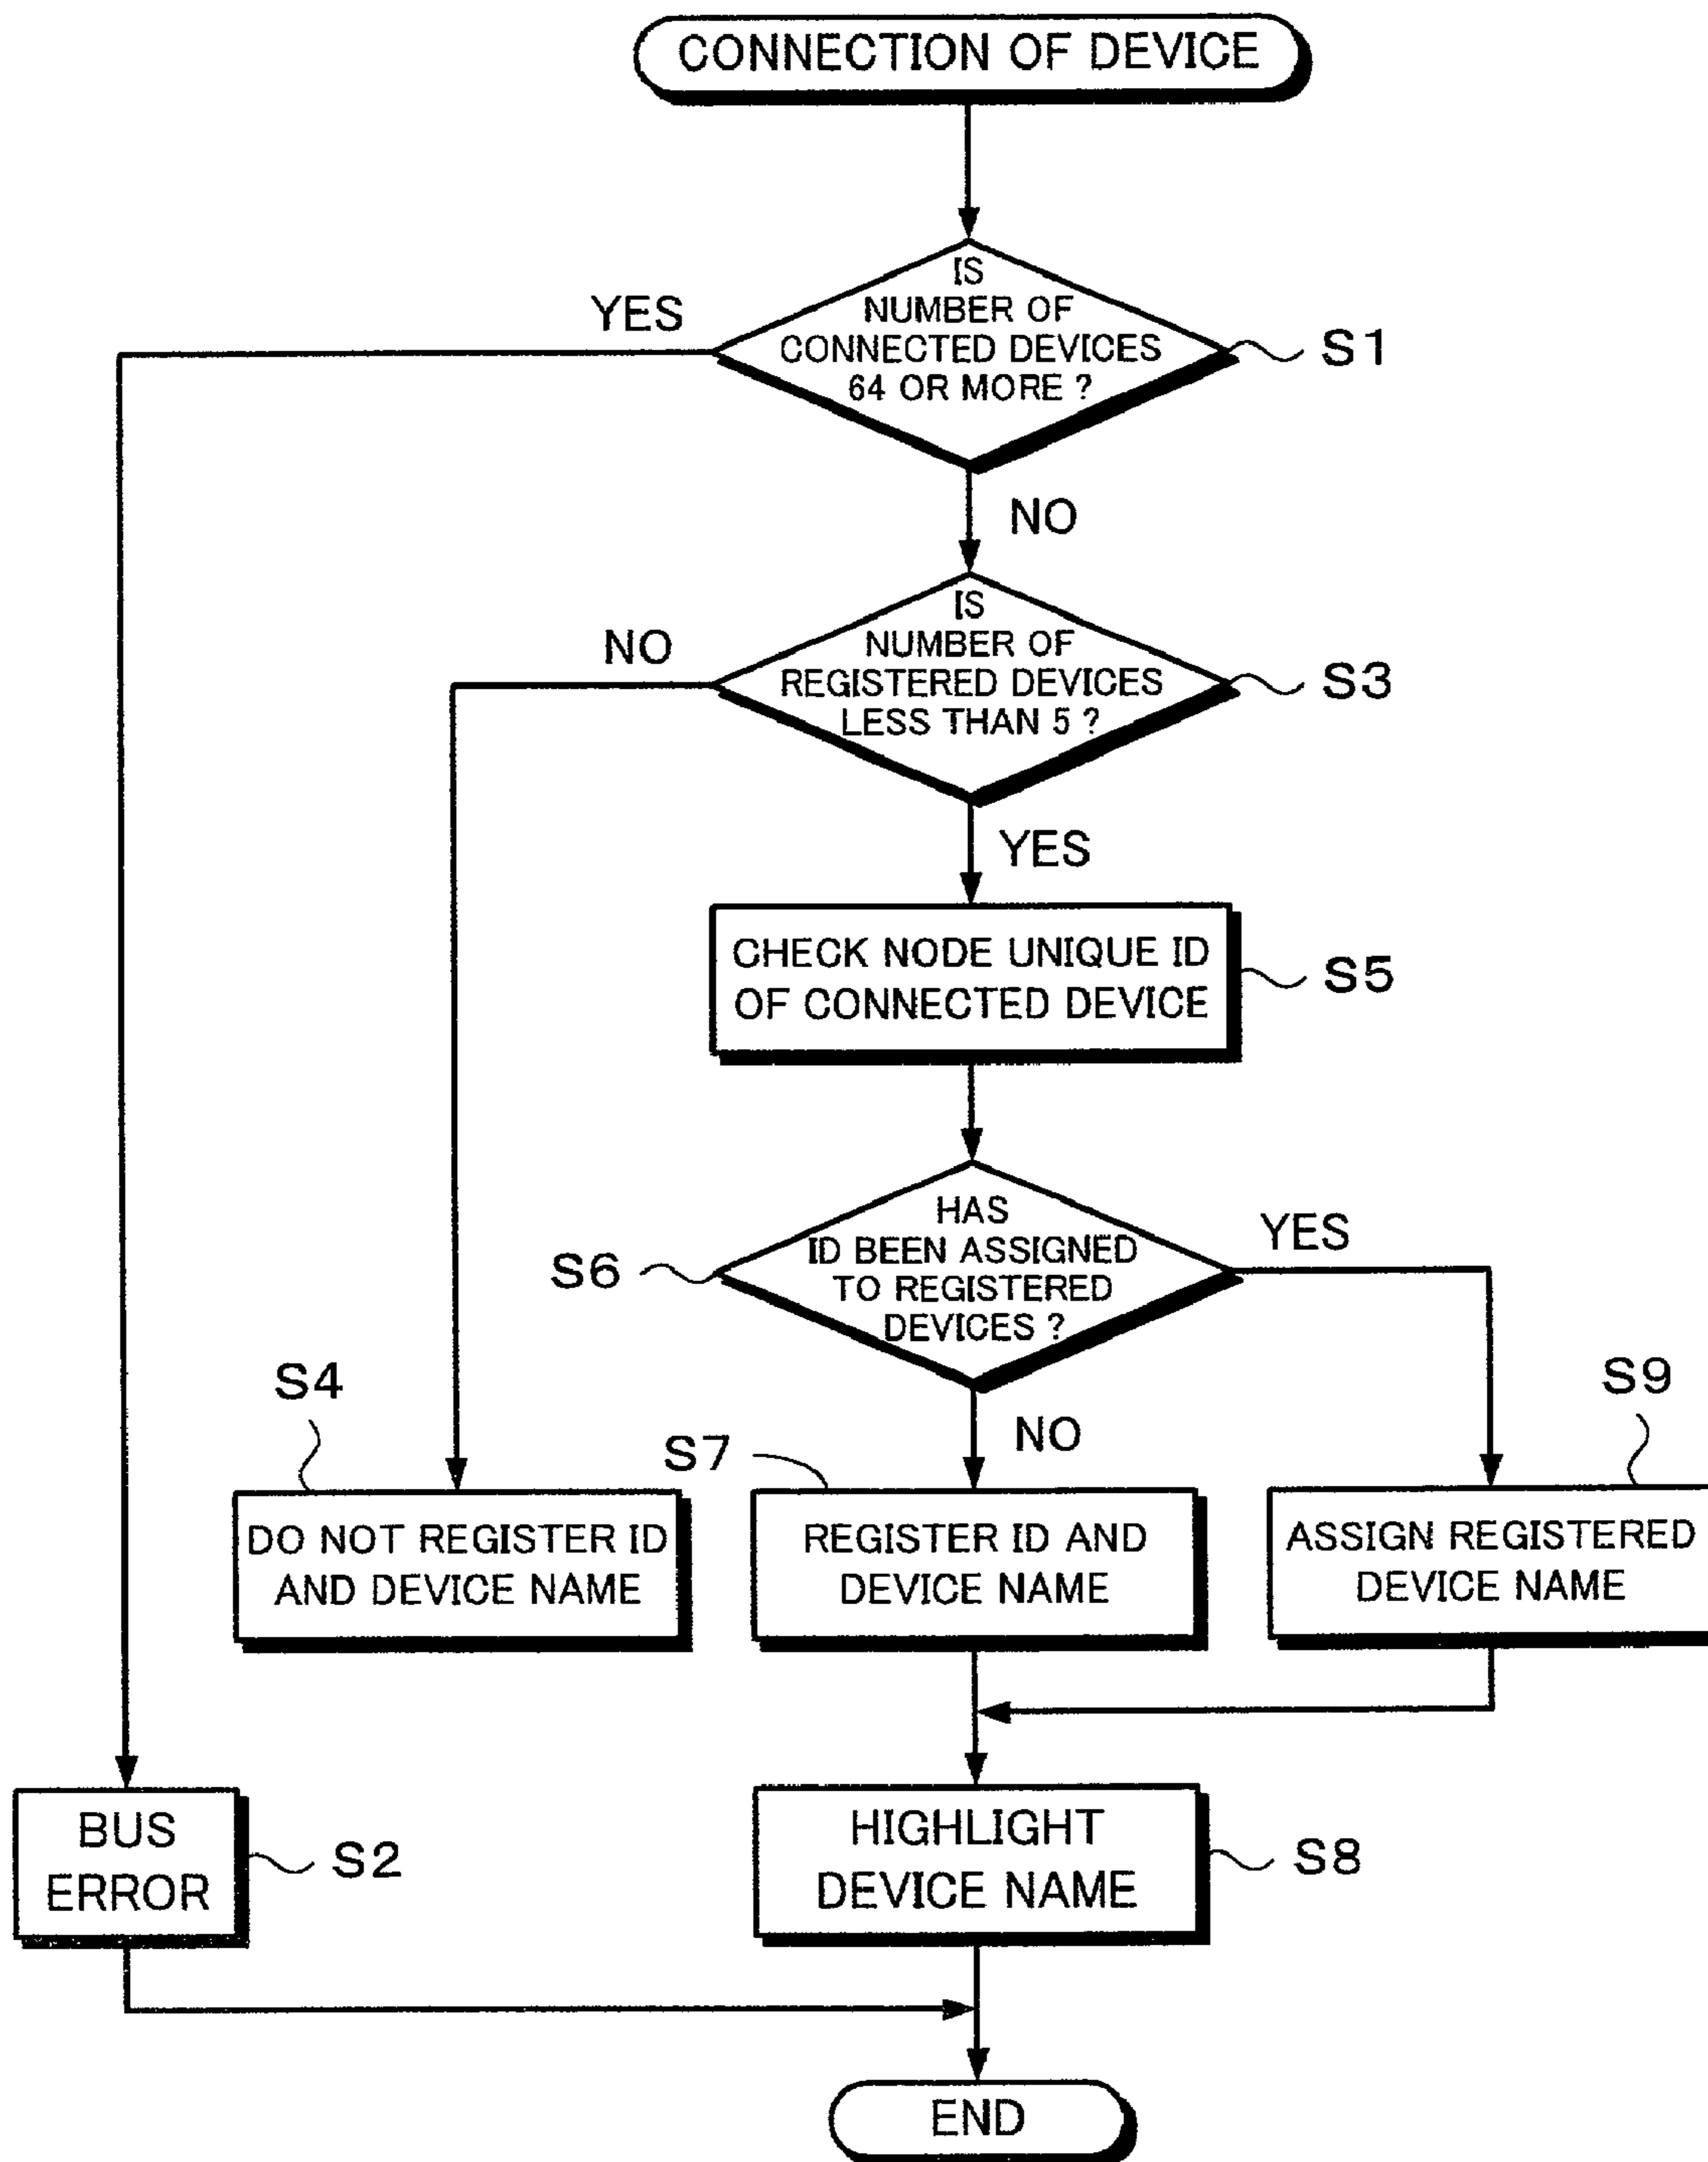 CONNECTION OF DEVICE
IS
NUMBER OF
CONNECTED DEVICES
64 OR MORE ?
YES
S1
NO
IS
NUMBER OF
REGISTERED DEVICES
LESS THAN 5 ?
NO
S3
YES
CHECK NODE UNIQUE ID
OF CONNECTED DEVICE
S5
HAS
ID BEEN ASSIGNED
TO REGISTERED
DEVICES ?
S6
YES
NO
S4
DO NOT REGISTER ID
AND DEVICE NAME
S7
REGISTER ID AND
DEVICE NAME
S9
ASSIGN REGISTERED
DEVICE NAME
BUS
ERROR
S2
HIGHLIGHT
DEVICE NAME
S8
END